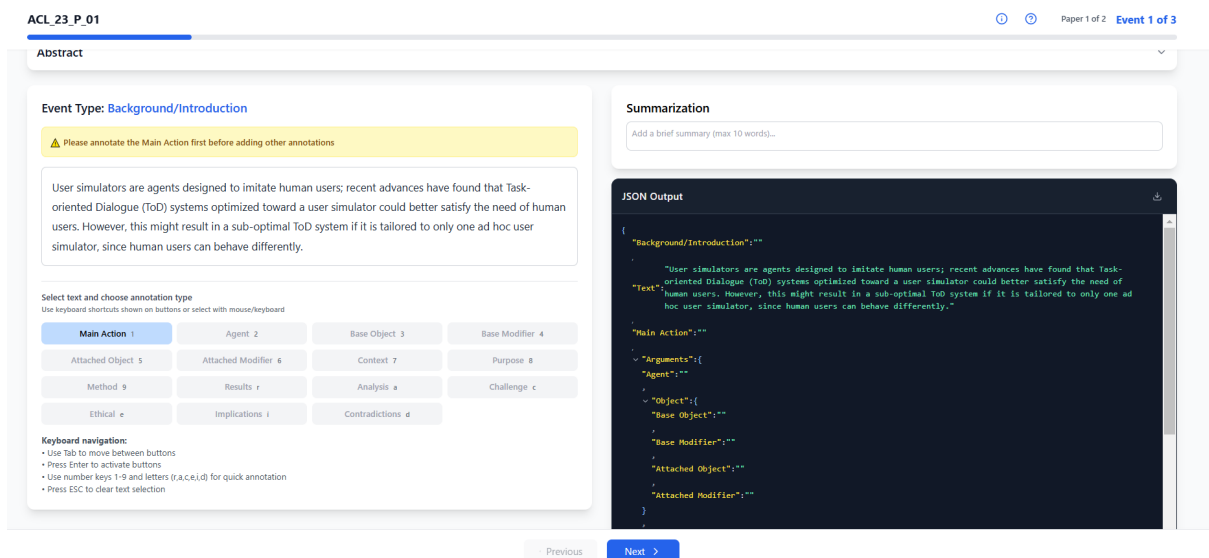 ACL_23_P_01
Paper 1 of 2 Event 1 of 3
Abstract
Event Type: Background/Introduction
Please annotate the Main Action first before adding other annotations
User simulators are agents designed to imitate human users; recent advances have found that Task-
oriented Dialogue (ToD) systems optimized toward a user simulator could better satisfy the need of human
users. However, this might result in a sub-optimal ToD system if it is tailored to only one ad hoc user
simulator, since human users can behave differently.
Select text and choose annotation type
Use keyboard shortcuts shown on buttons or select with mouse/keyboard
Main Action 1 Agent 2 Base Object 3 Base Modifier 4
Attached Object 5 Attached Modifier 6 Context 7 Purpose 8
Method 9 Results r Analysis a Challenge c
Ethical e Implications i Contradictions d
Keyboard navigation:
• Use Tab to move between buttons
• Press Enter to activate buttons
• Use number keys 1-9 and letters (r,a,c,e,i,d) for quick annotation
• Press ESC to clear text selection
Summarization
Add a brief summary (max 10 words)...
JSON Output
{
"Background/Introduction":""
,
"Text":"User simulators are agents designed to imitate human users; recent advances have found that Task-
oriented Dialogue (ToD) systems optimized toward a user simulator could better satisfy the need of
human users. However, this might result in a sub-optimal ToD system if it is tailored to only one ad
hoc user simulator, since human users can behave differently."
,
"Main Action":""
,
"Arguments":{
"Agent":""
,
"Object":{
"Base Object":""
,
"Base Modifier":""
,
"Attached Object":""
,
"Attached Modifier":""
}
,
Previous Next >